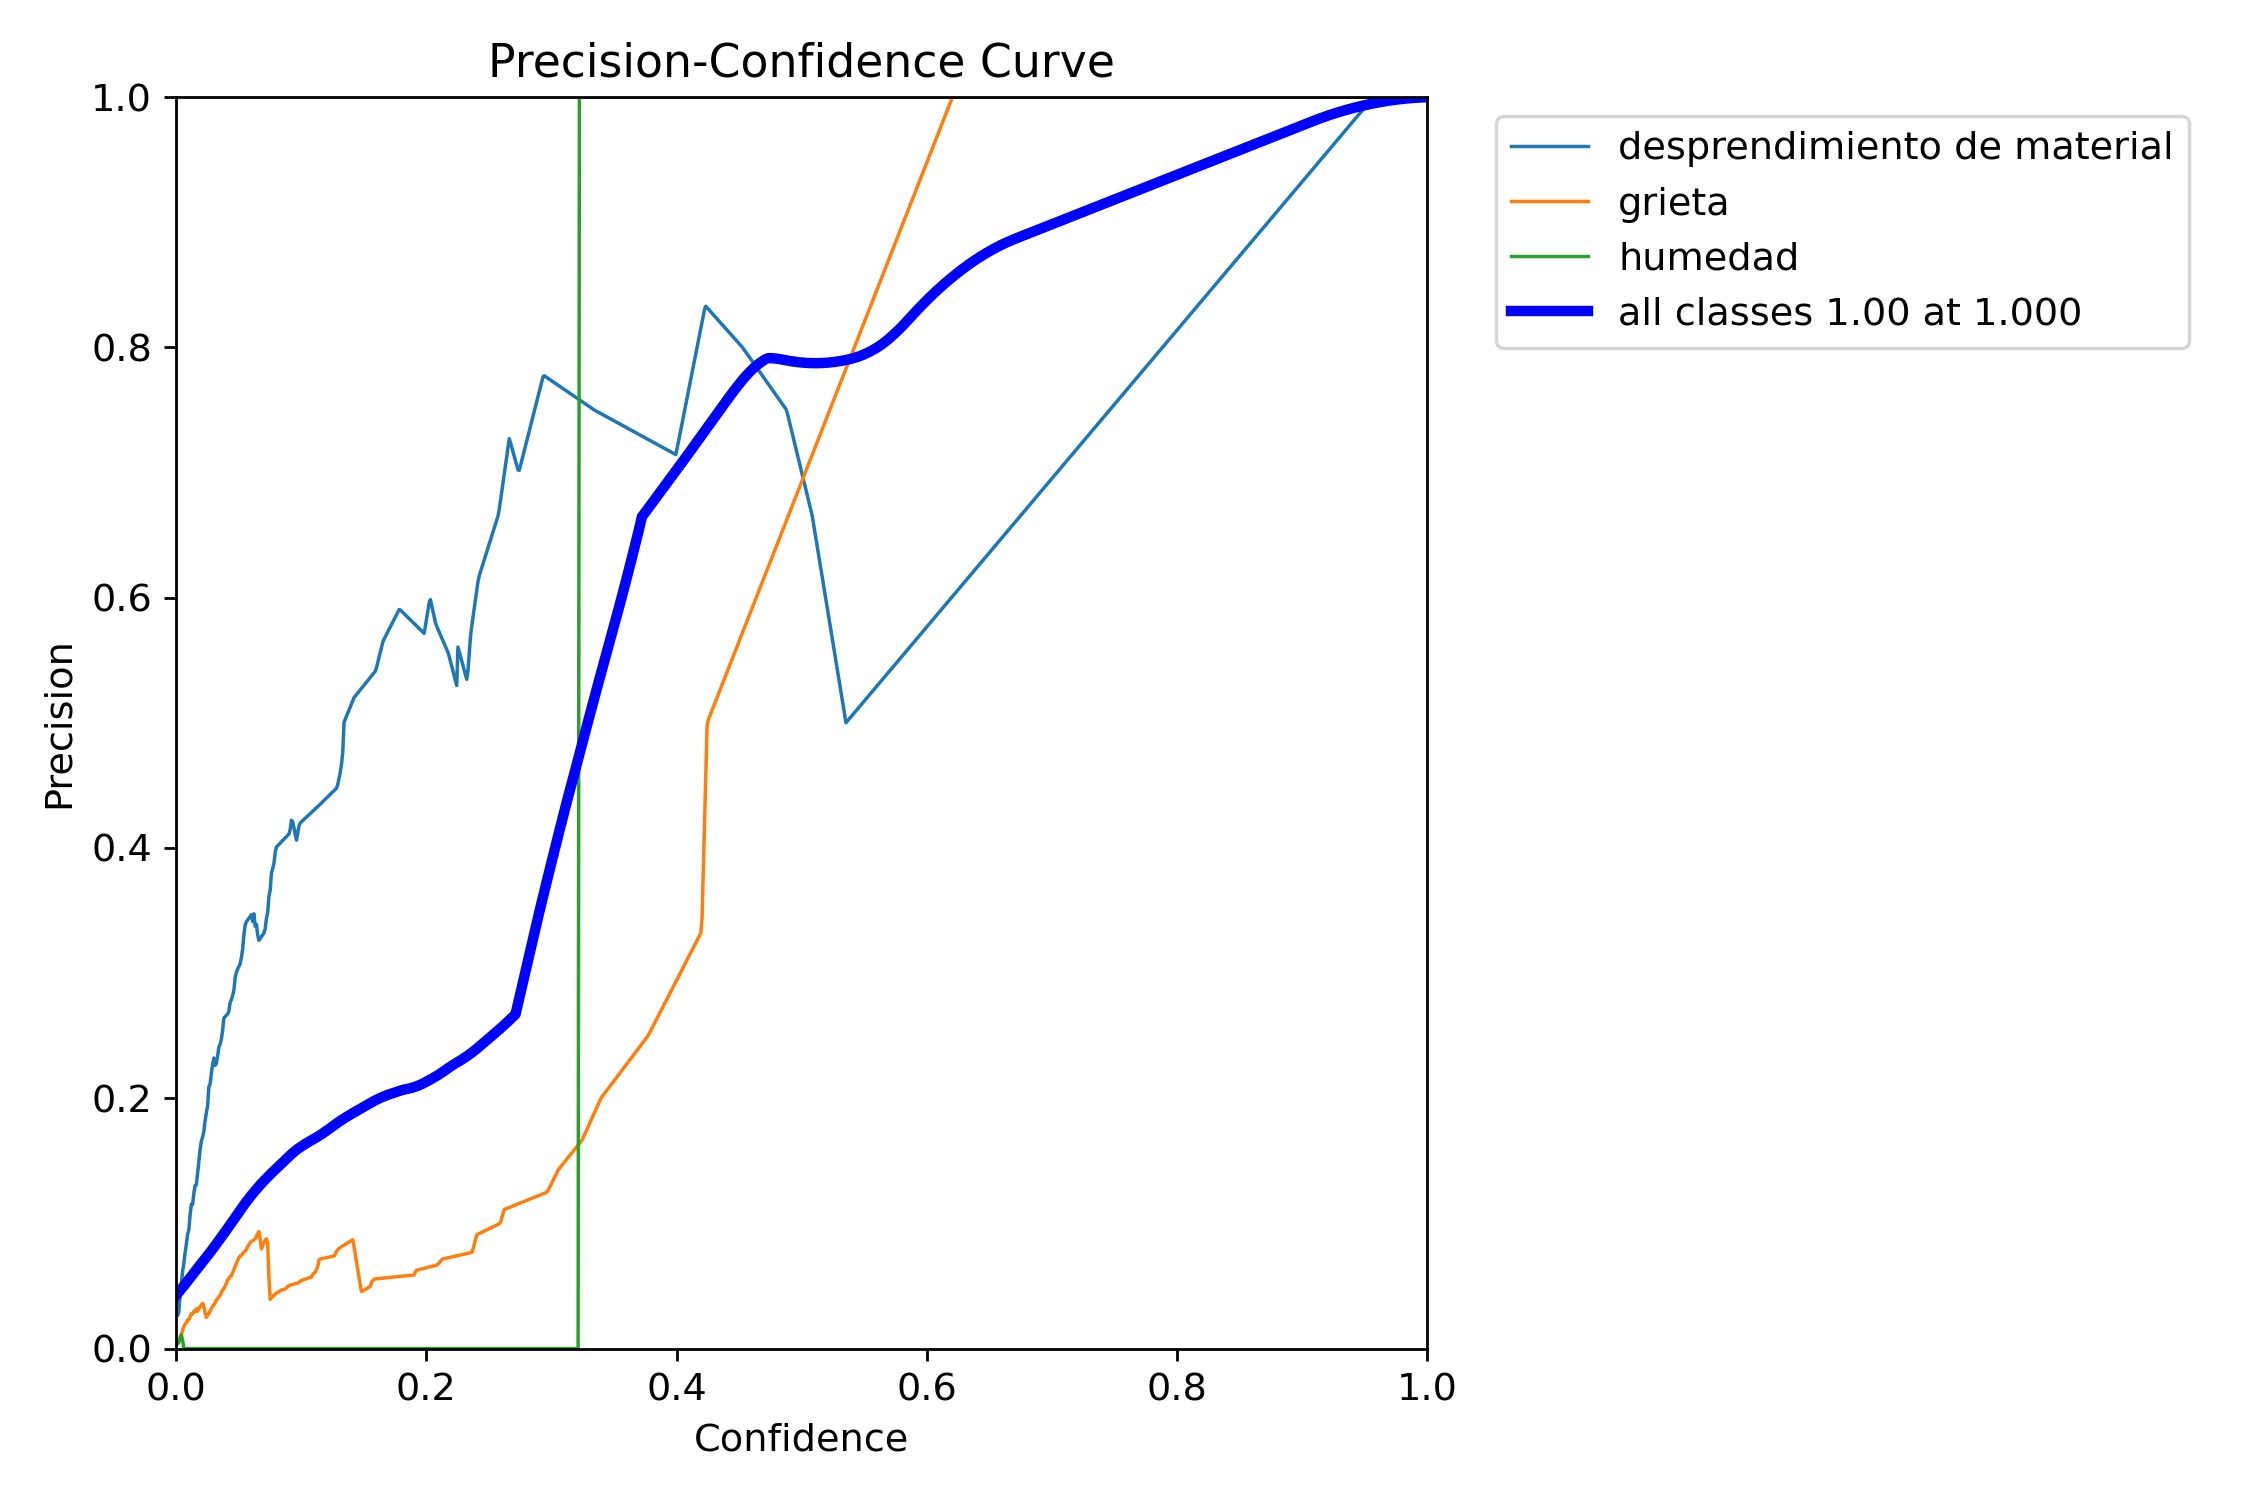 Precision-Confidence Curve
1.0
0.8
0.6
0.4
0.2
0.0
Precision
0.0 0.2 0.4 0.6 0.8 1.0
Confidence
desprendimiento de material
grieta
humedad
all classes 1.00 at 1.000